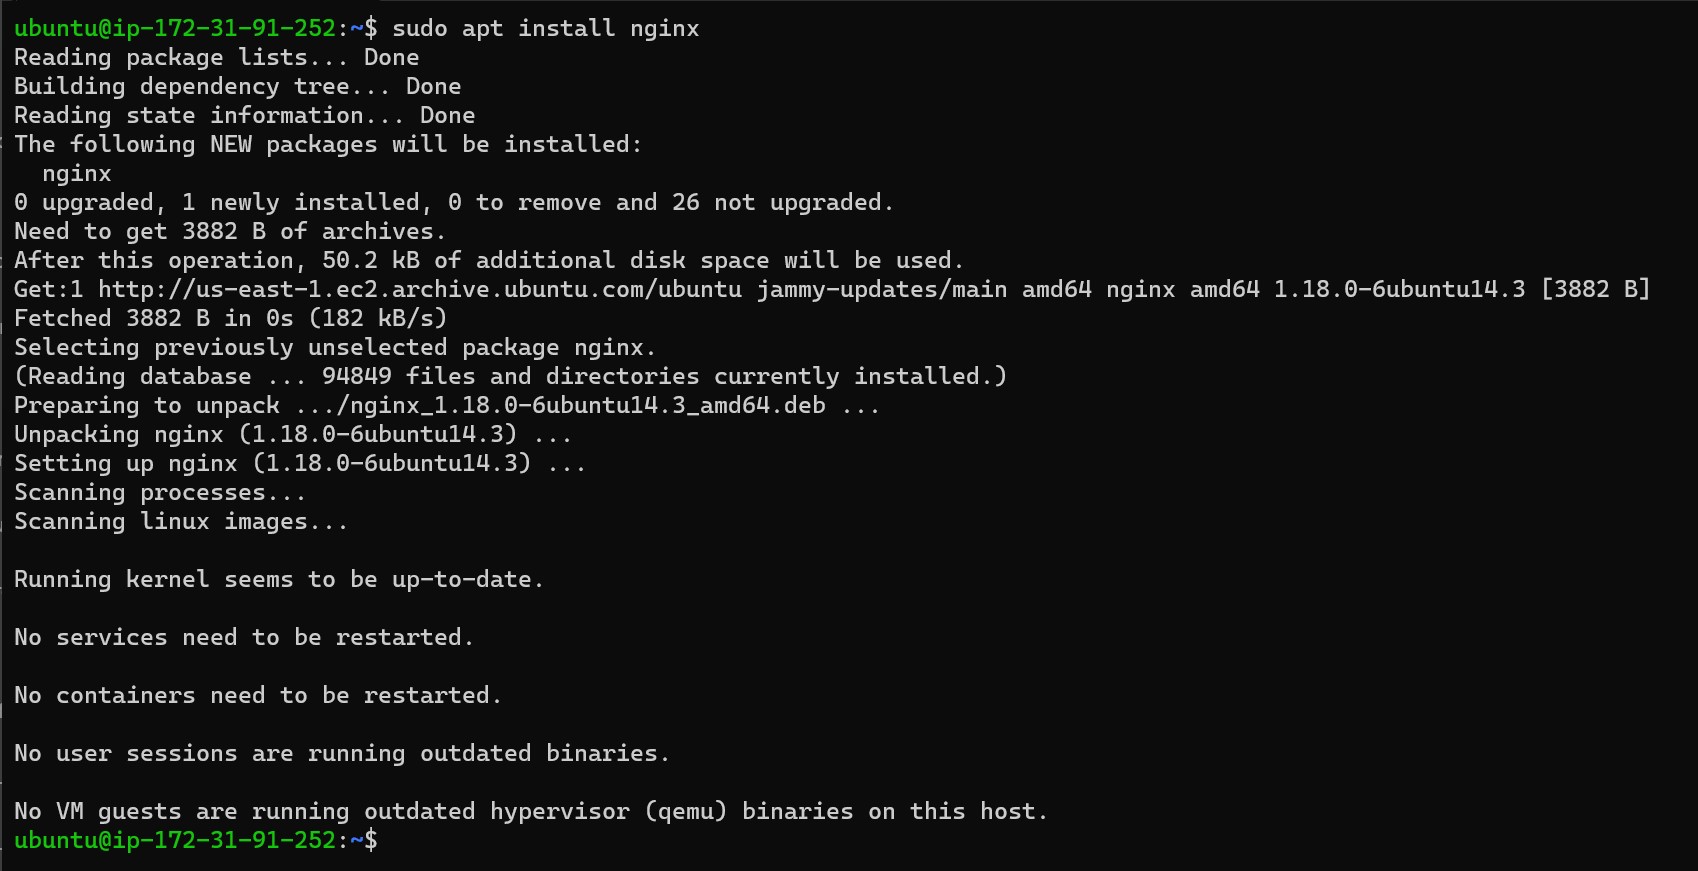 ubuntu@ip-172-31-91-252:~$ sudo apt install nginx
Reading package lists... Done
Building dependency tree... Done
Reading state information... Done
The following NEW packages will be installed:
  nginx
0 upgraded, 1 newly installed, 0 to remove and 26 not upgraded.
Need to get 3882 B of archives.
After this operation, 50.2 kB of additional disk space will be used.
Get:1 http://us-east-1.ec2.archive.ubuntu.com/ubuntu jammy-updates/main amd64 nginx amd64 1.18.0-6ubuntu14.3 [3882 B]
Fetched 3882 B in 0s (182 kB/s)
Selecting previously unselected package nginx.
(Reading database ... 94849 files and directories currently installed.)
Preparing to unpack .../nginx_1.18.0-6ubuntu14.3_amd64.deb ...
Unpacking nginx (1.18.0-6ubuntu14.3) ...
Setting up nginx (1.18.0-6ubuntu14.3) ...
Scanning processes...
Scanning linux images...
Running kernel seems to be up-to-date.
No services need to be restarted.
No containers need to be restarted.
No user sessions are running outdated binaries.
No VM guests are running outdated hypervisor (qemu) binaries on this host.
ubuntu@ip-172-31-91-252:~$